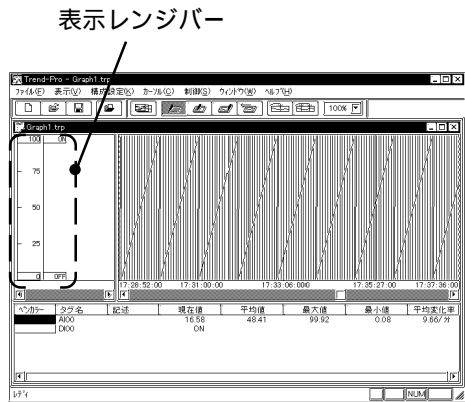 表示レンジバー
Trend-Pro - Graph1.trp
ファイル(F) 表示(V) 構成設定(K) カーソル(C) 制御(S) ウィンドウ(W) ヘルプ(H)
100%
Graph1.trp
100 ON
75
50
25
0 OFF
17:28:52:00 17:31:00:00 17:33:06:000 17:35:27:00 17:37:36:00
ペンカラー タグ名 記述 現在値 平均値 最大値 最小値 平均変化率
AI00 16.58 48.41 99.92 0.08 9.66/分
DI00 ON
レディ NUM